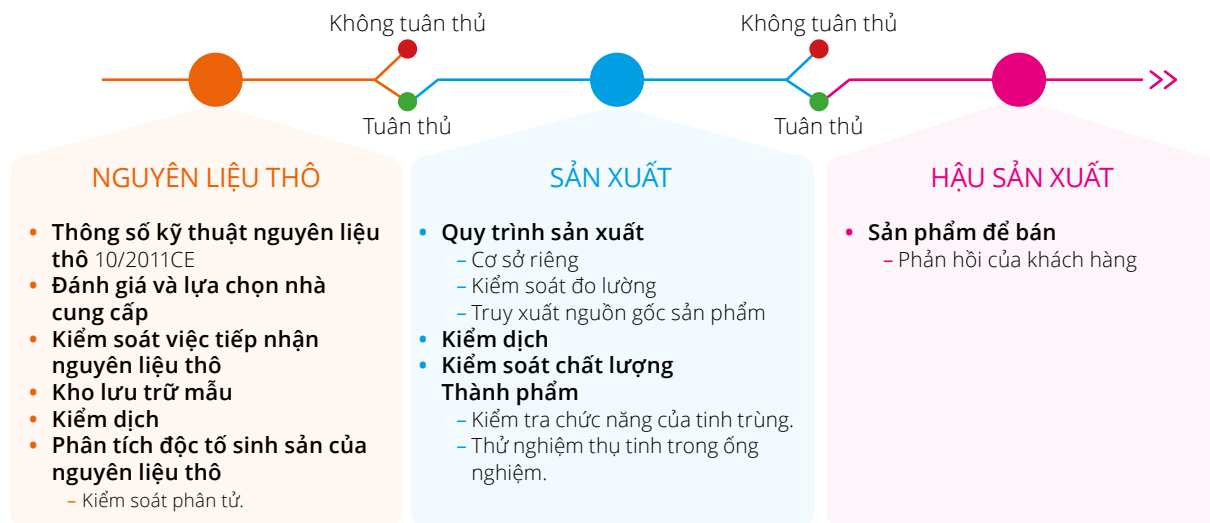 Không tuân thủ
Không tuân thủ
Tuân thủ
Tuân thủ
NGUYÊN LIỆU THÔ
• Thông số kỹ thuật nguyên liệu
thô 10/2011CE
• Đánh giá và lựa chọn nhà
cung cấp
• Kiểm soát việc tiếp nhận
nguyên liệu thô
• Kho lưu trữ mẫu
• Kiểm dịch
• Phân tích độc tố sinh sản của
nguyên liệu thô
– Kiểm soát phân tử.
SẢN XUẤT
• Quy trình sản xuất
– Cơ sở riêng
– Kiểm soát đo lường
– Truy xuất nguồn gốc sản phẩm
• Kiểm dịch
• Kiểm soát chất lượng
Thành phẩm
– Kiểm tra chức năng của tinh trùng.
– Thử nghiệm thụ tinh trong ống
nghiệm.
HẬU SẢN XUẤT
• Sản phẩm để bán
– Phản hồi của khách hàng